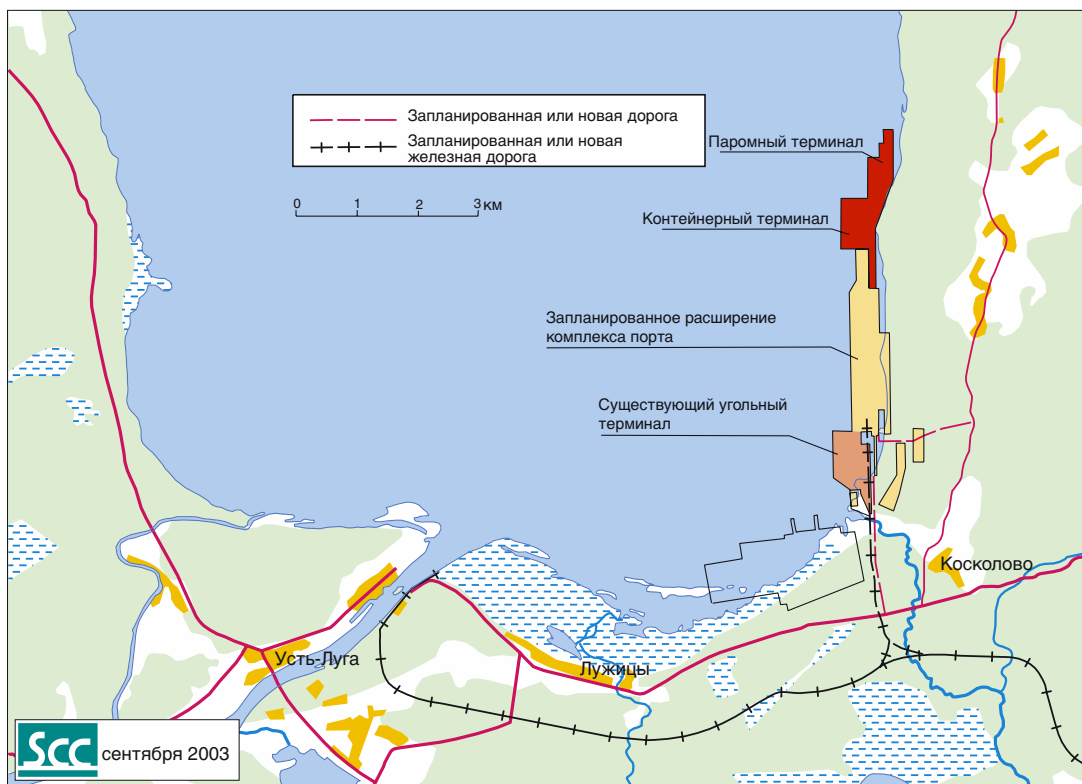 Запланированная или новая дорога
Запланированная или новая
железная дорога
0 1 2 3 км
Паромный терминал
Контейнерный терминал
Запланированное расширение
комплекса порта
Существующий угольный
терминал
Косколово
Усть-Луга
Лужицы
Scc сентября 2003